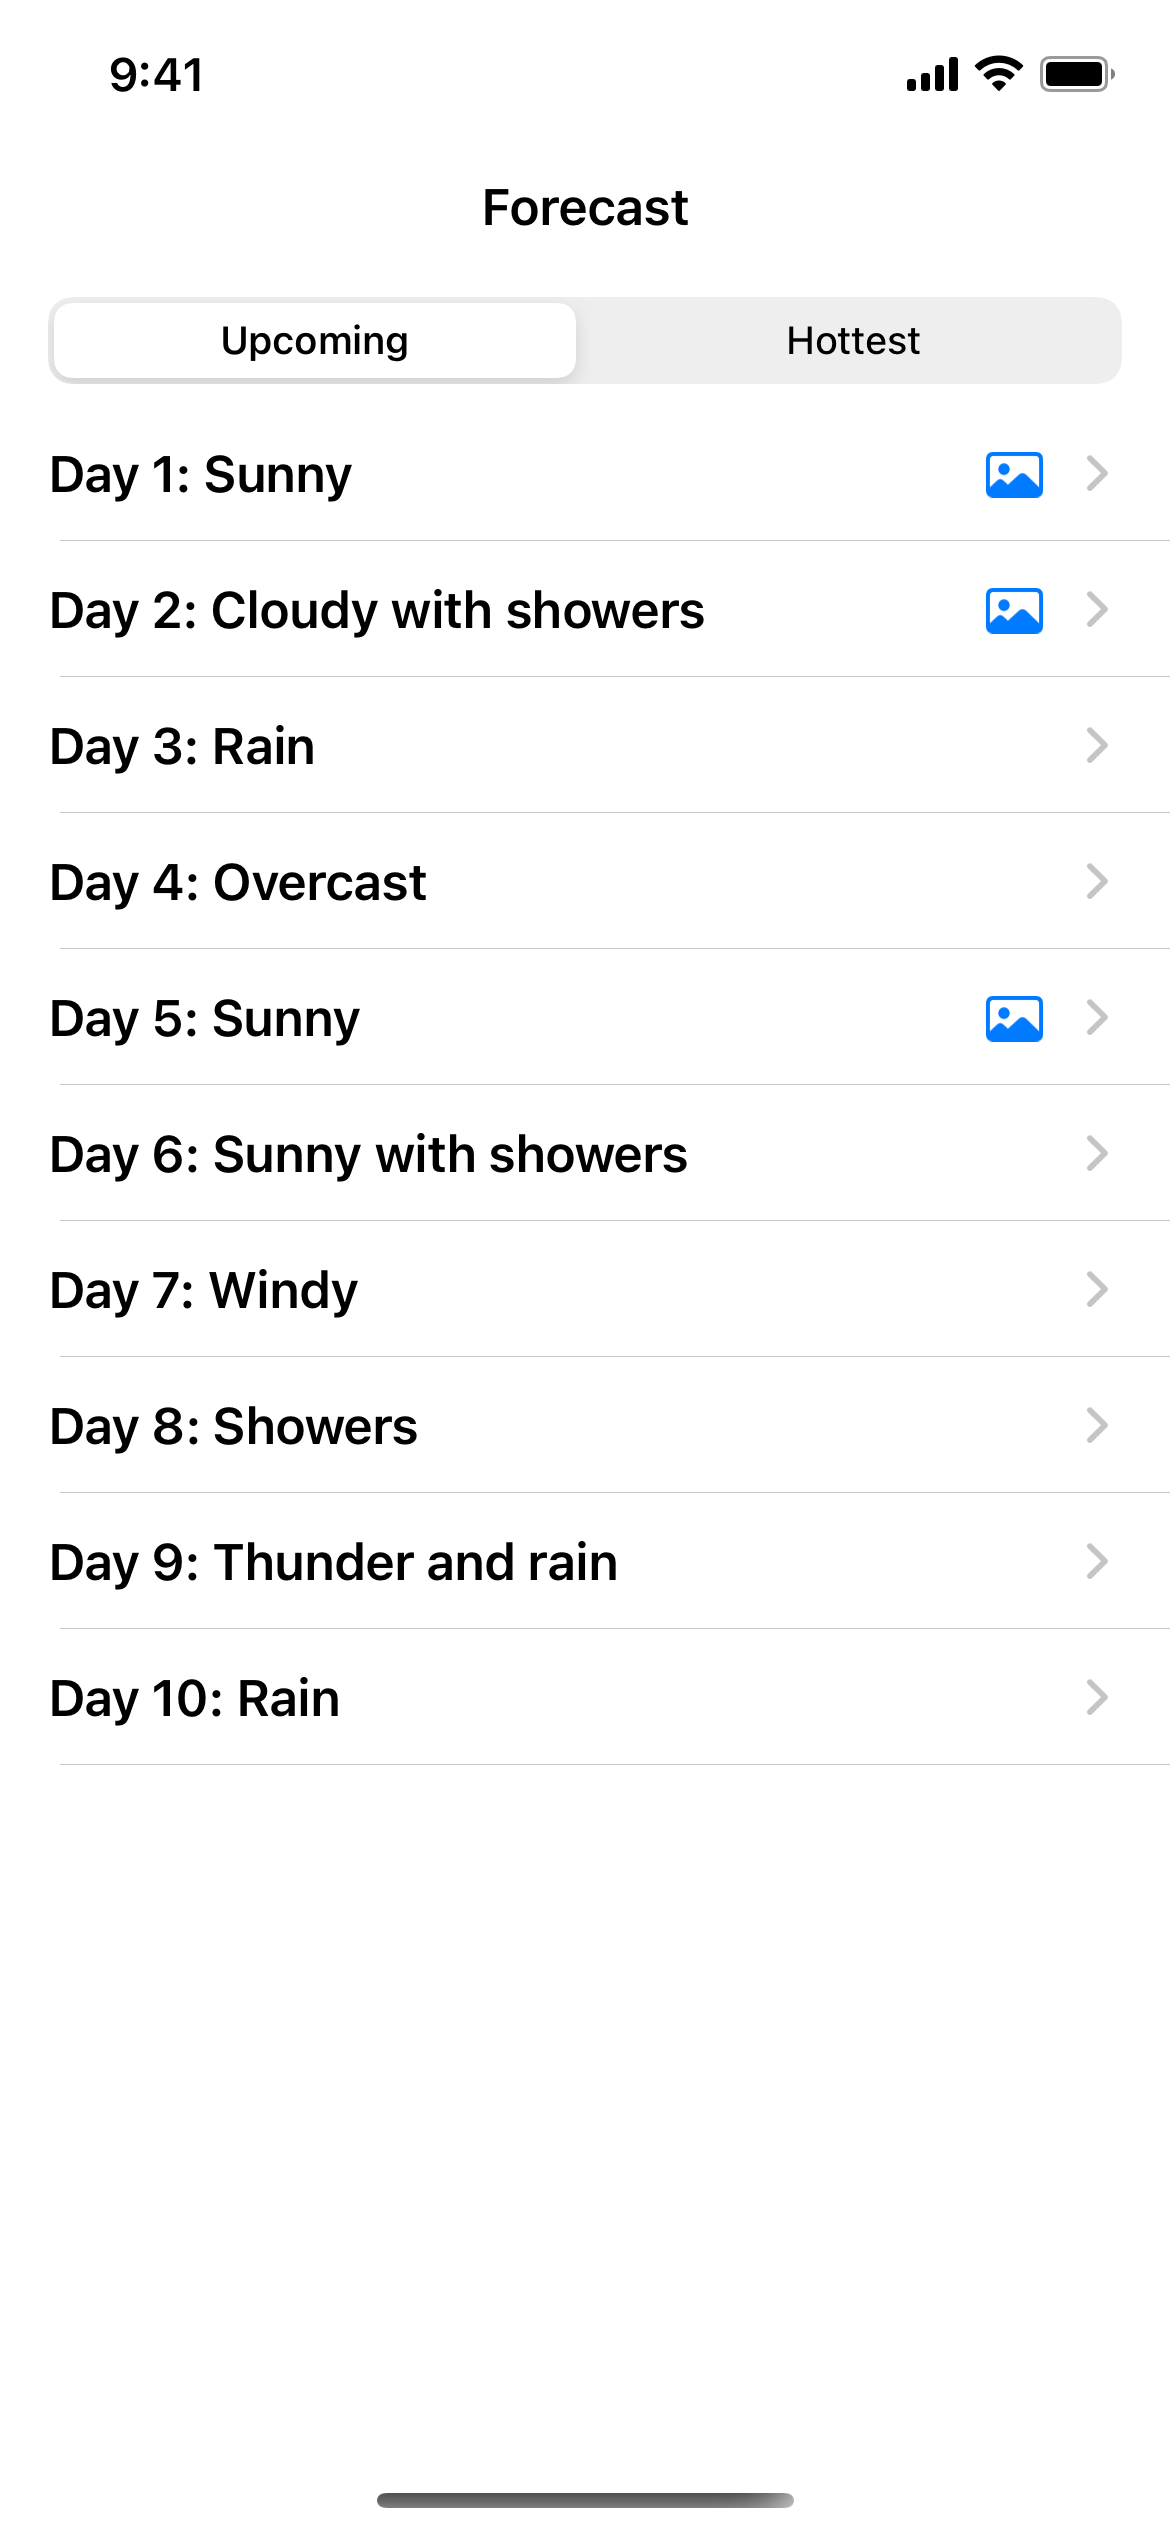 9:41
Forecast
Upcoming
Hottest
Day 1: Sunny
Day 2: Cloudy with showers
Day 3: Rain
Day 4: Overcast
Day 5: Sunny
Day 6: Sunny with showers
Day 7: Windy
Day 8: Showers
Day 9: Thunder and rain
Day 10: Rain